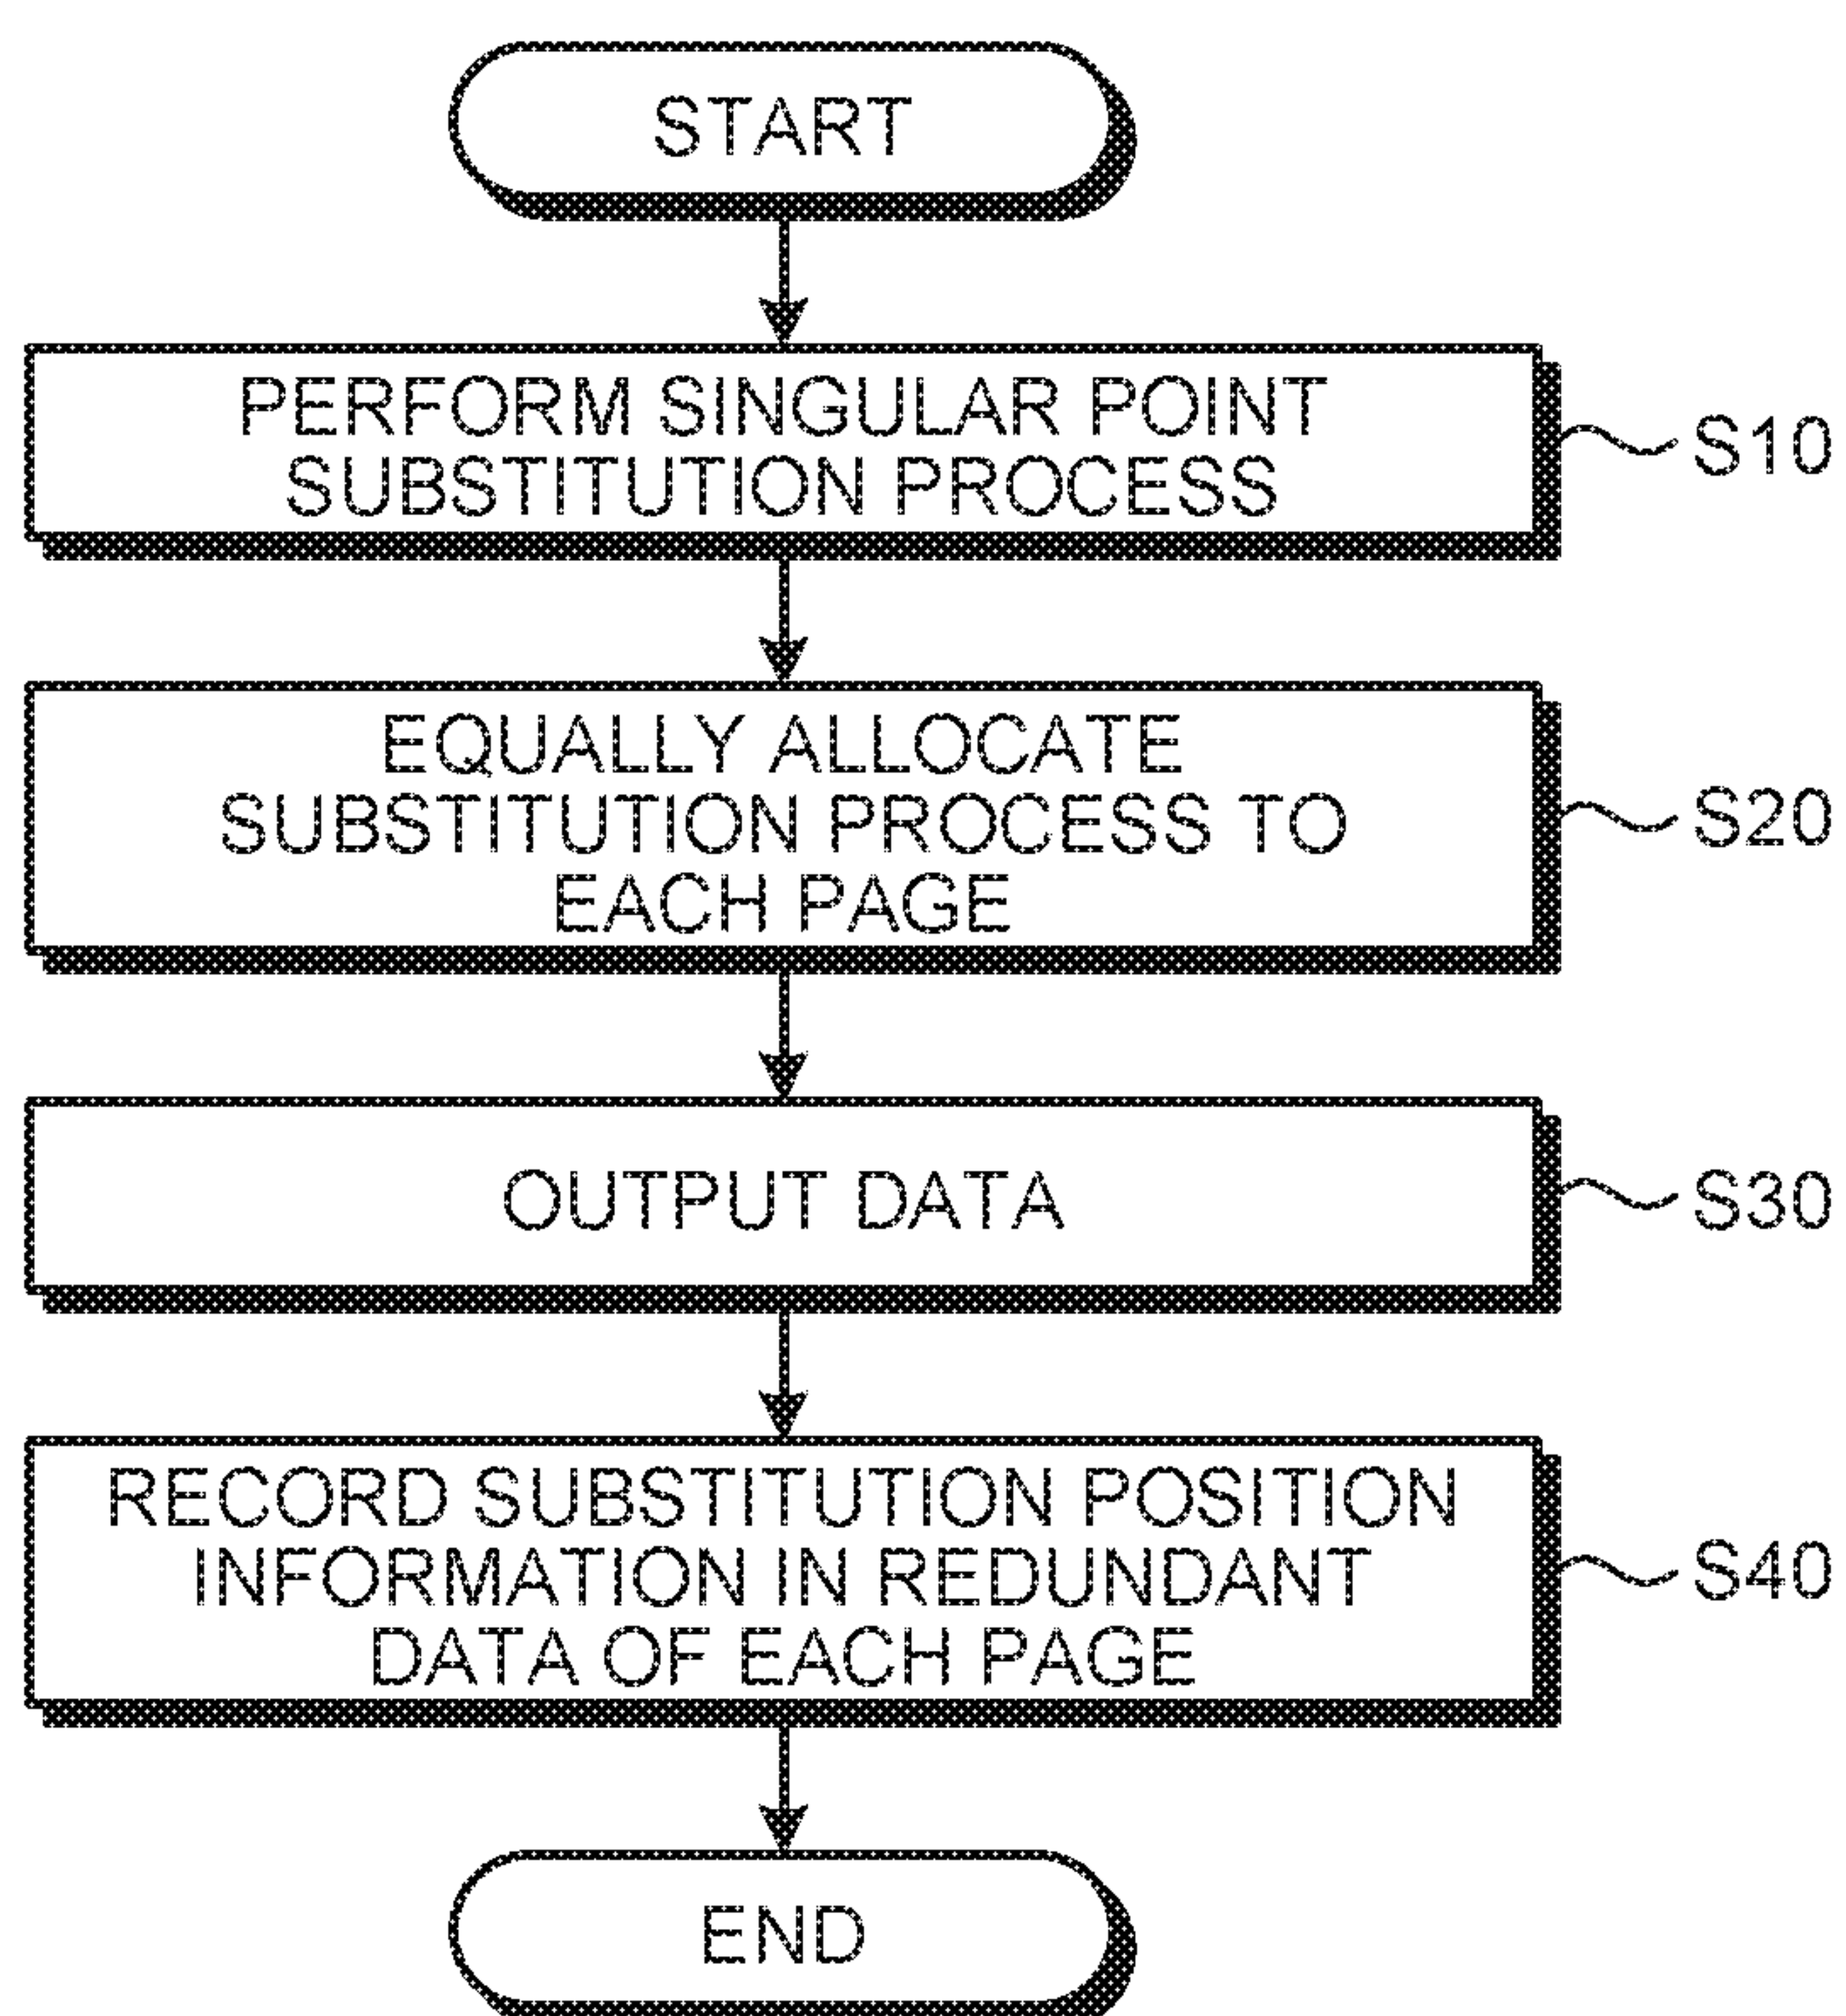 START
PERFORM SINGULAR POINT
SUBSTITUTION PROCESS
S10
EQUALLY ALLOCATE
SUBSTITUTION PROCESS TO
EACH PAGE
S20
OUTPUT DATA
S30
RECORD SUBSTITUTION POSITION
INFORMATION IN REDUNDANT
DATA OF EACH PAGE
S40
END